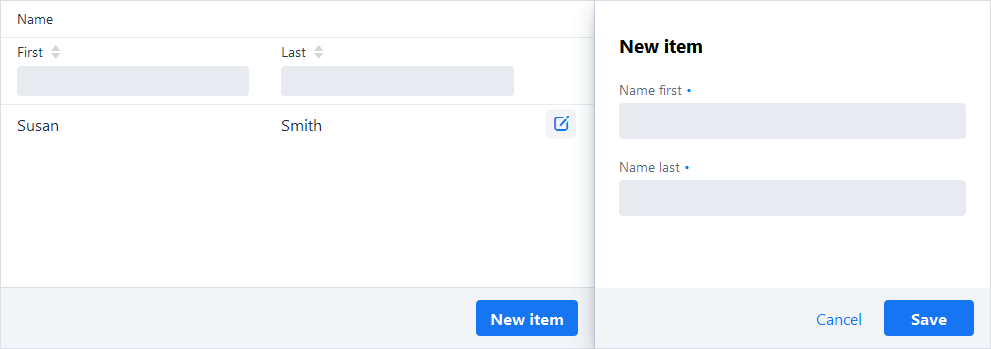 Name
First
Last
Susan
Smith
New item
New item
Name first •
Name last •
Cancel
Save